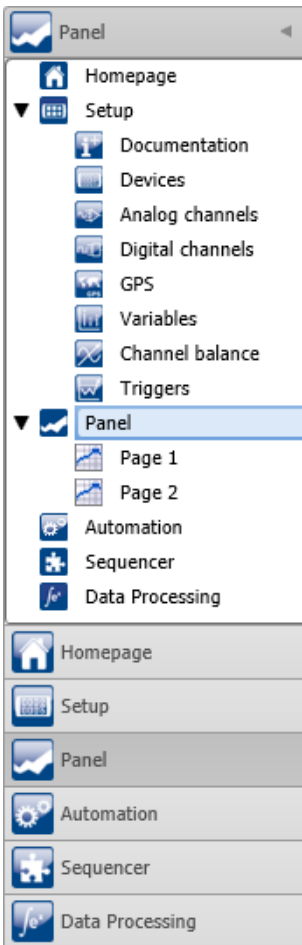 Panel
Homepage
Setup
Documentation
Devices
Analog channels
Digital channels
GPS
Variables
Channel balance
Triggers
Panel
Page 1
Page 2
Automation
Sequencer
Data Processing
Homepage
Setup
Panel
Automation
Sequencer
Data Processing